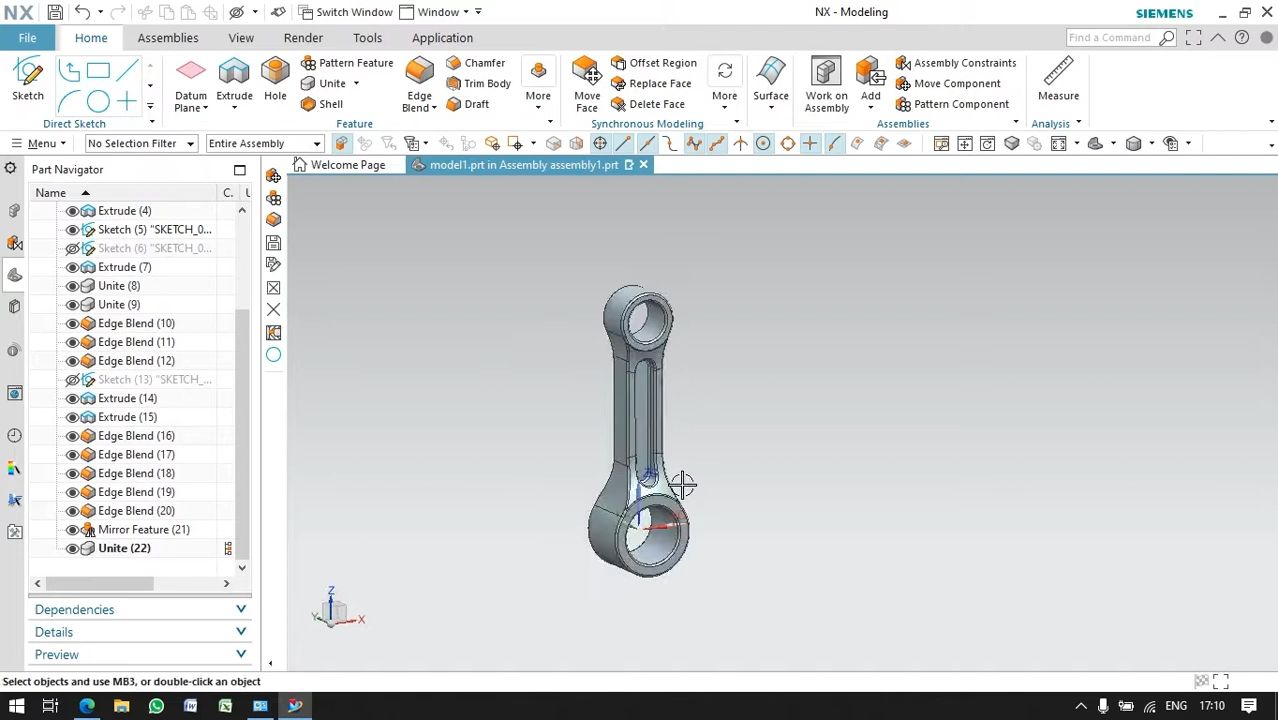 NX
Switch Window
Window
NX - Modeling
SIEMENS
File
Home
Assemblies
View
Render
Tools
Application
Find a Command
Sketch
Direct Sketch
Datum Plane
Extrude
Hole
Pattern Feature
Unite
Shell
Edge Blend
Chamfer
Trim Body
Draft
More
Feature
Move Face
Offset Region
Replace Face
Delete Face
More
Synchronous Modeling
Surface
Work on Assembly
Add
Assembly Constraints
Move Component
Pattern Component
Assemblies
Measure
Analysis
Menu
No Selection Filter
Entire Assembly
Part Navigator
Welcome Page
model1.prt in Assembly assembly1.prt
Name
C.
Extrude (4)
Sketch (5) "SKETCH_0...
Sketch (6) "SKETCH_0...
Extrude (7)
Unite (8)
Unite (9)
Edge Blend (10)
Edge Blend (11)
Edge Blend (12)
Sketch (13) "SKETCH_...
Extrude (14)
Extrude (15)
Edge Blend (16)
Edge Blend (17)
Edge Blend (18)
Edge Blend (19)
Edge Blend (20)
Mirror Feature (21)
Unite (22)
Dependencies
Details
Preview
Z
Y
X
Select objects and use MB3, or double-click an object
ENG
17:10